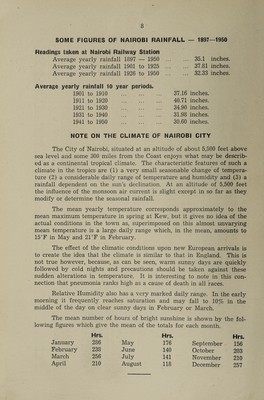 8
SOME FIGURES OF NAIROBI RAINFALL — 1897—1950
Readings taken at Nairobi Railway Station
Average yearly rainfall 1897 — 1950 ... 35.1 inches.
Average yearly rainfall 1901 to 1925 ... 37.81 inches.
Average yearly rainfall 1926 to 1950 ... 32.33 inches.
Average yearly rainfall 10 year periods.
1901 to 1910 ... ... ... 37.16 inches.
1911 to 1920 ... ... ... 40.71 inches.
1921 to 1930 ... ... ... 34.99 inches.
1931 to 1940 ... ... ... 31.88 inches.
1941 to 1950 ... ... ... 30.60 inches.
NOTE ON THE CLIMATE OF NAIROBI CITY
The City of Nairobi, situated at an altitude of about 5,500 feet above
sea level and some 300 miles from the Coast enjoys what may be describ-
ed as a continental tropical climate. The characteristic features of such a
climate in the tropics are (1) a very small seasonable change of tempera-
ture (2) a considerable daily range of temperature and humidity and (3) a
rainfall dependent on the sun's declination. At an altitude of 5,500 feet
the influence of the monsoon air current is slight except in so far as they
modify or determine the seasonal rainfall.
The mean yearly temperature corresponds approximately to the
mean maximum temperature in spring at Kew, but it gives no idea of the
actual conditions in the town as superimposed on this almost unvarying
mean temperature is a large daily range which, in the mean, amounts to
15°F in May and 21°F in February.
The effect of the climatic conditions upon new European arrivals is
to create the idea that the climate is similar to that in England. This is
not true however, because, as can be seen, warm sunny days are quickly
followed by cold nights and precautions should be taken against these
sudden alterations in temperature. It is interesting to note in this con-
nection that pneumonia ranks high as a cause of death in all races.
Relative Humidity also has a very marked daily range. In the early
morning it frequently reaches saturation and may fall to 10% in the
middle of the day on clear sunny days in February or March.
The mean number of hours of bright sunshine is shown by the fol-
lowing figures which give the mean of the totals for each month.
Hrs. Hrs. Hrs.
January 286 May 176 September 156
February 238 June 140 October 203
March 256 July 141 November 210
April 210 August 118 December 257